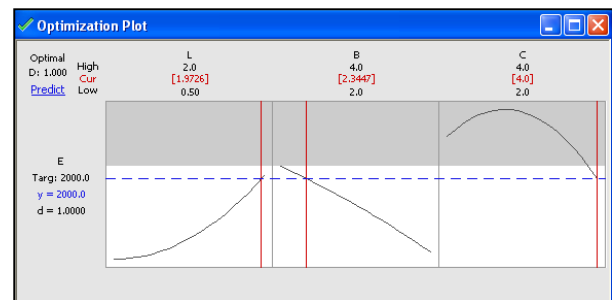 Optimization Plot
Optimal
D: 1.000
Predict
High
Cur
Low
L
2.0
[1.9726]
0.50
B
4.0
[2.3447]
2.0
C
4.0
[4.0]
2.0
E
Targ: 2000.0
y = 2000.0
d = 1.0000